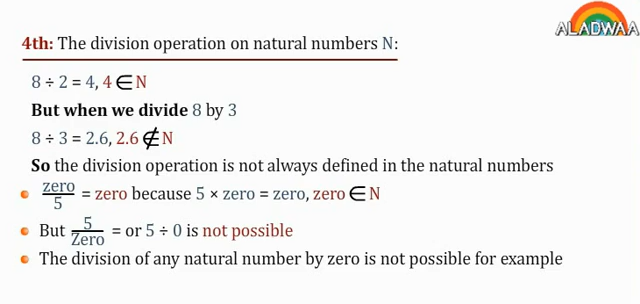 ALADWAA
4th: The division operation on natural numbers N:
8 ÷ 2 = 4, 4 ∈ N
But when we divide 8 by 3
8 ÷ 3 = 2.6, 2.6 ∉ N
So the division operation is not always defined in the natural numbers
• zero/5 = zero because 5 × zero = zero, zero ∈ N
• But 5/Zero = or 5 ÷ 0 is not possible
• The division of any natural number by zero is not possible for example